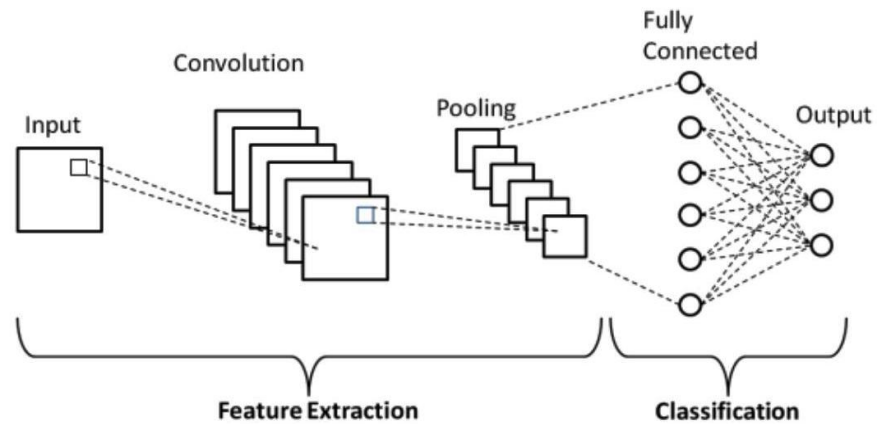 Fully
Connected
Convolution
Pooling
Output
Input
Feature Extraction
Classification